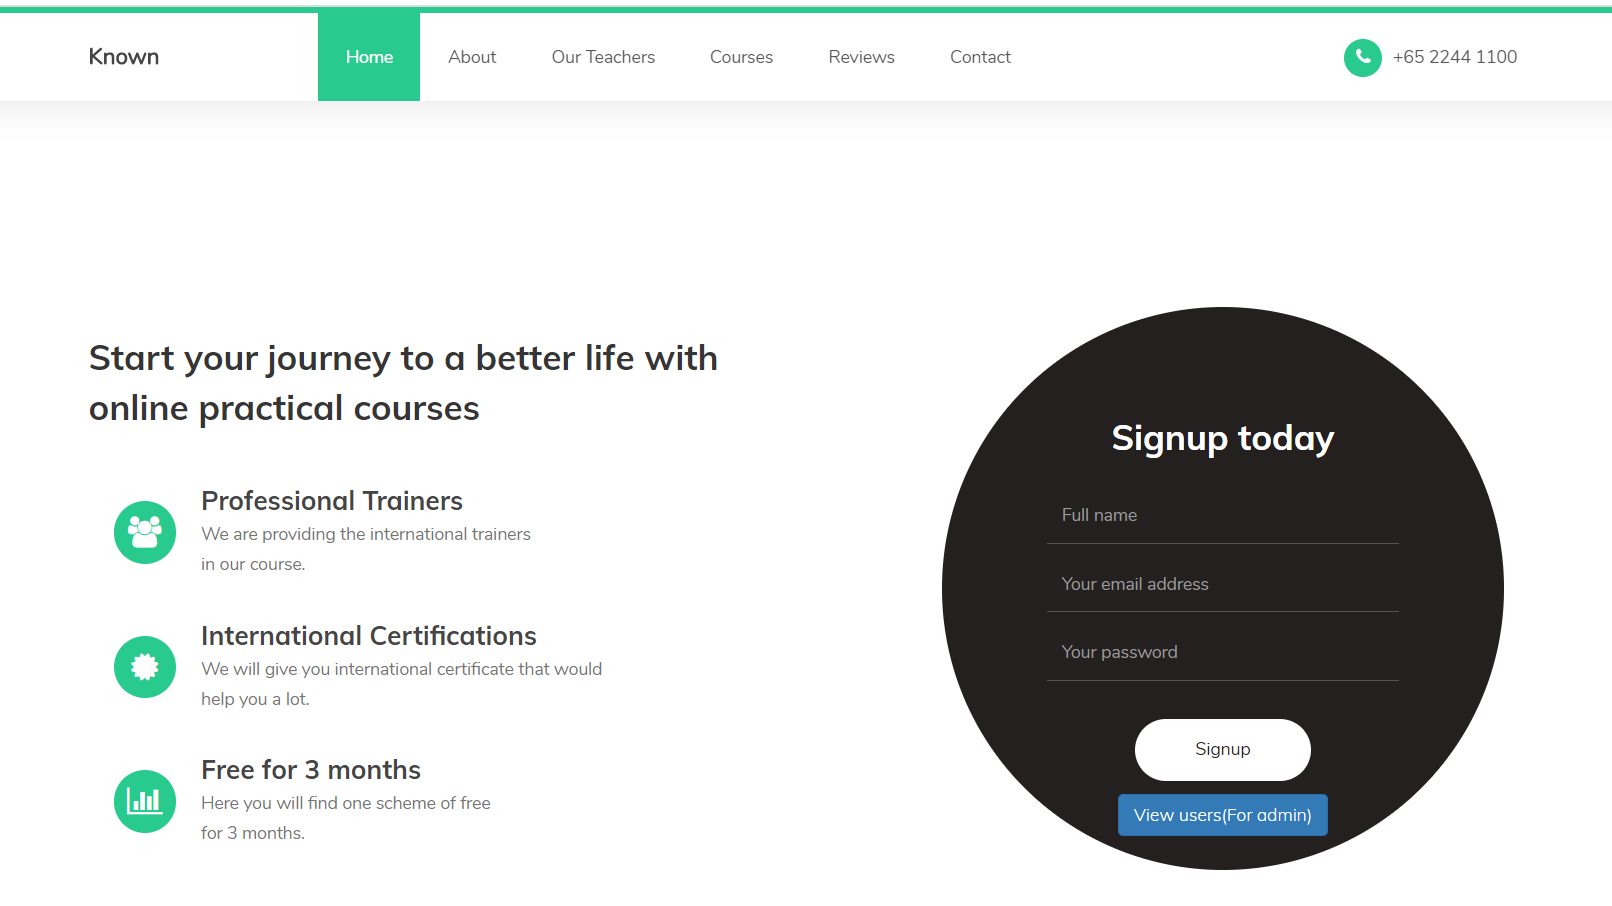 Known
Home
About
Our Teachers
Courses
Reviews
Contact
+65 2244 1100
Start your journey to a better life with
online practical courses
Professional Trainers
We are providing the international trainers
in our course.
International Certifications
We will give you international certificate that would
help you a lot.
Free for 3 months
Here you will find one scheme of free
for 3 months.
Signup today
Full name
Your email address
Your password
Signup
View users(For admin)